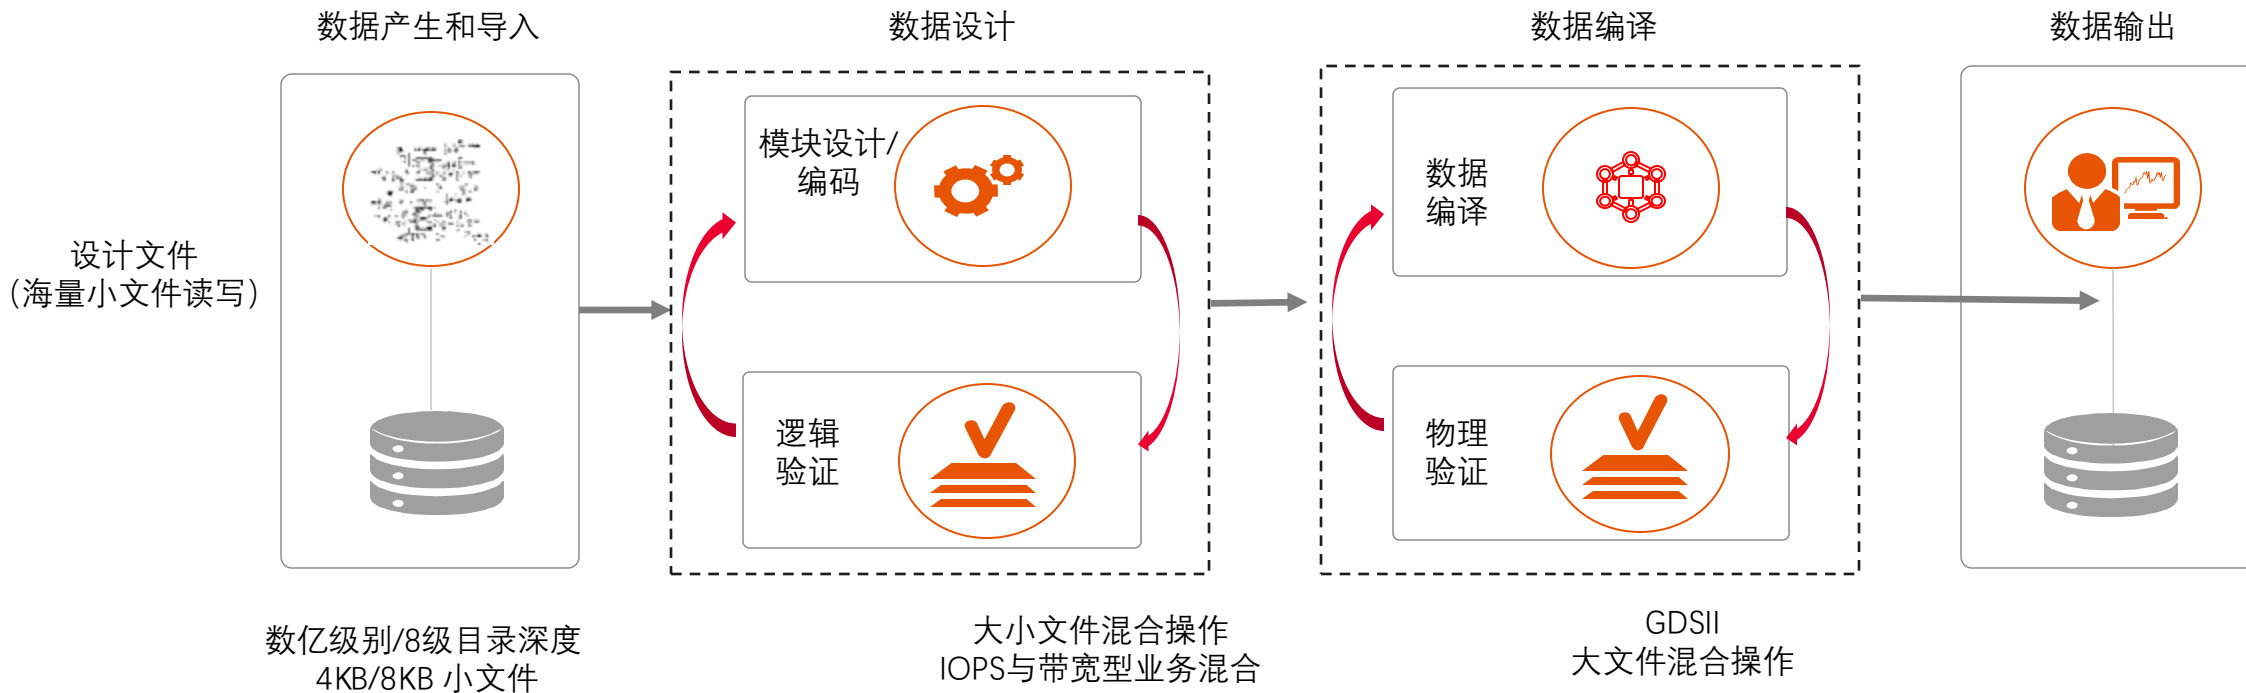 数据产生和导入
数据设计
数据编译
数据输出
设计文件
（海量小文件读写）
模块设计/
编码
逻辑
验证
数据
编译
物理
验证
数亿级别/8级目录深度
4KB/8KB 小文件
大小文件混合操作
IOPS与带宽型业务混合
GDSII
大文件混合操作